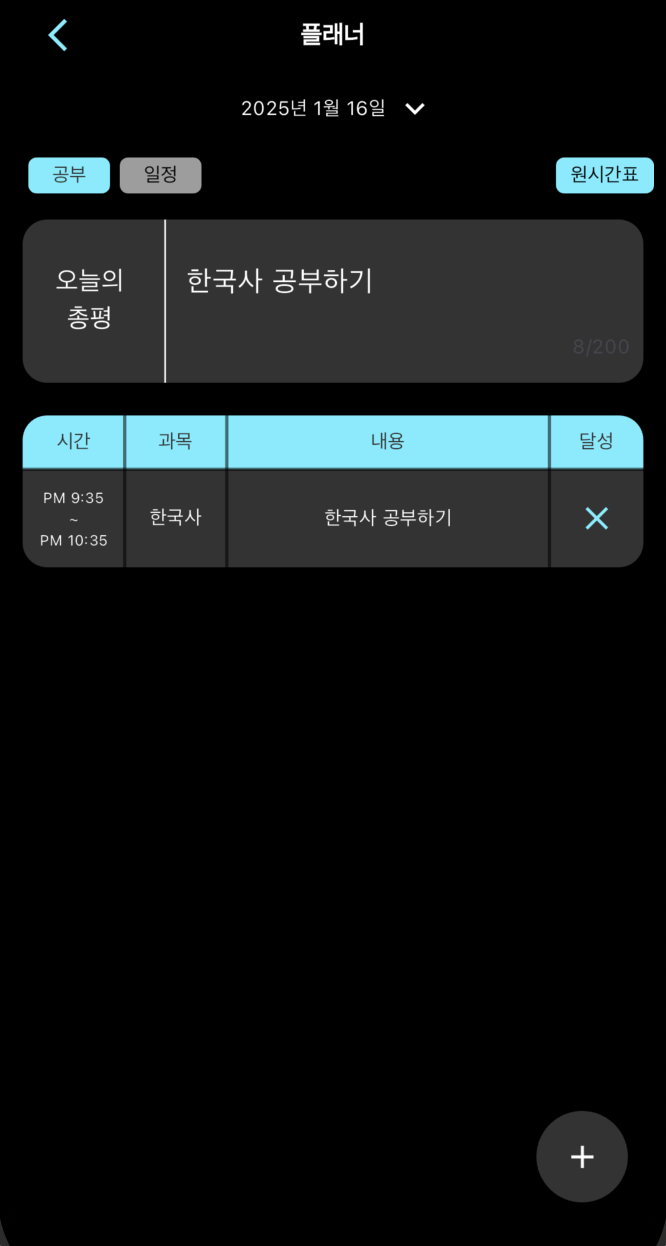 플래너
2025년 1월 16일
공부 일정 원시간표
오늘의
총평
한국사 공부하기
8/200
시간 과목 내용 달성
PM 9:35
~
PM 10:35
한국사 한국사 공부하기